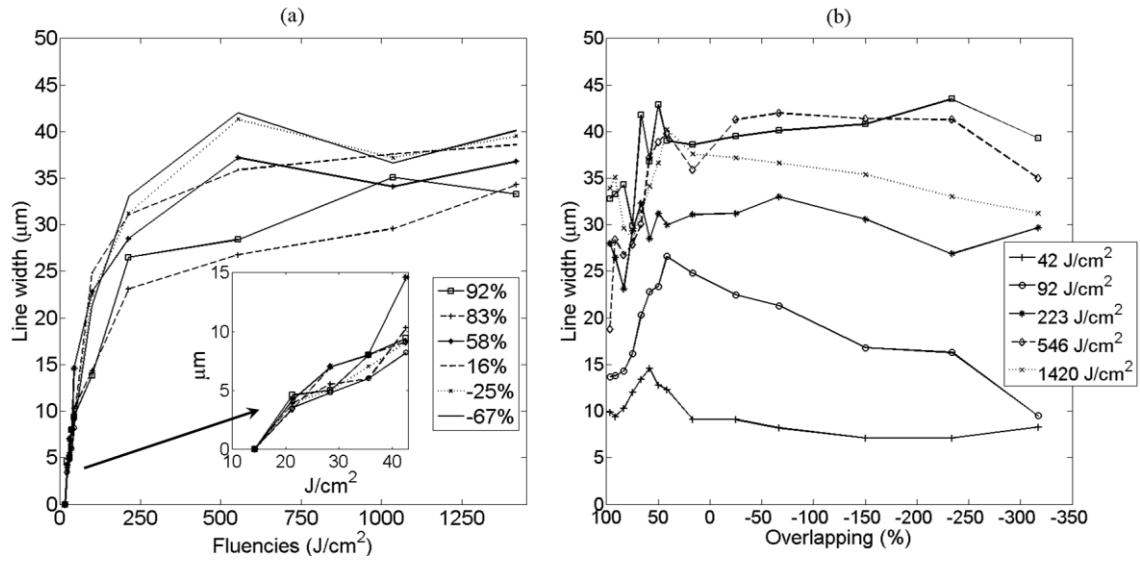 (a)
50
45
40
35
30
25
20
15
10
5
0
Line width (µm)
0 250 500 750 1000 1250
Fluencies (J/cm²)
15
10
5
0
µm
10 20 30 40
J/cm²
92%
83%
58%
16%
-25%
-67%
(b)
50
45
40
35
30
25
20
15
10
5
0
Line width (µm)
100 50 0 -50 -100 -150 -200 -250 -300 -350
Overlapping (%)
42 J/cm²
92 J/cm²
223 J/cm²
546 J/cm²
1420 J/cm²